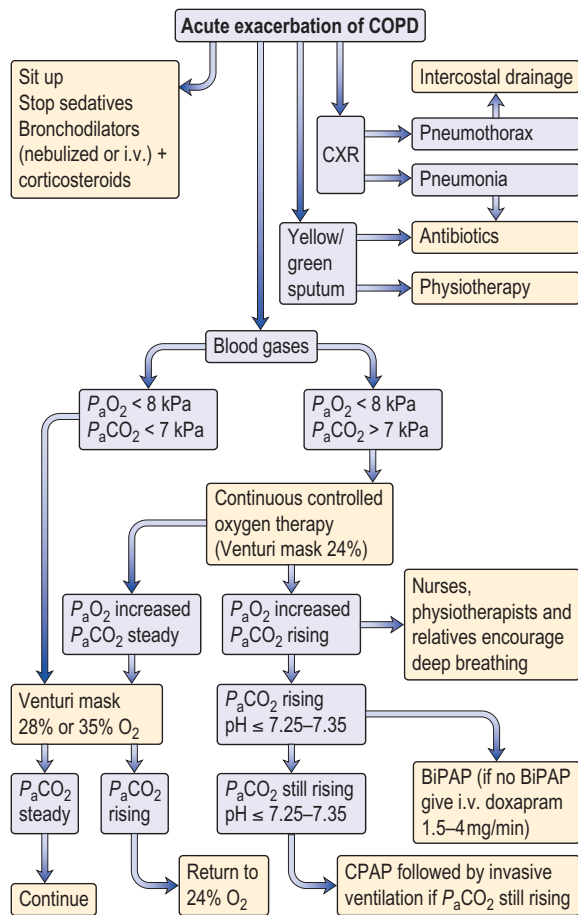 Acute exacerbation of COPD
Sit up
Stop sedatives
Bronchodilators
(nebulized or i.v.) +
corticosteroids
Intercostal drainage
CXR
Pneumothorax
Pneumonia
Yellow/
green
sputum
Antibiotics
Physiotherapy
Blood gases
PaO2 < 8 kPa
PaCO2 < 7 kPa
PaO2 < 8 kPa
PaCO2 > 7 kPa
Continuous controlled
oxygen therapy
(Venturi mask 24%)
PaO2 increased
PaCO2 steady
PaO2 increased
PaCO2 rising
Nurses,
physiotherapists and
relatives encourage
deep breathing
Venturi mask
28% or 35% O2
PaCO2 rising
pH ≤ 7.25–7.35
PaCO2
steady
PaCO2
rising
PaCO2 still rising
pH ≤ 7.25–7.35
BiPAP (if no BiPAP
give i.v. doxapram
1.5–4 mg/min)
Continue
Return to
24% O2
CPAP followed by invasive
ventilation if PaCO2 still rising